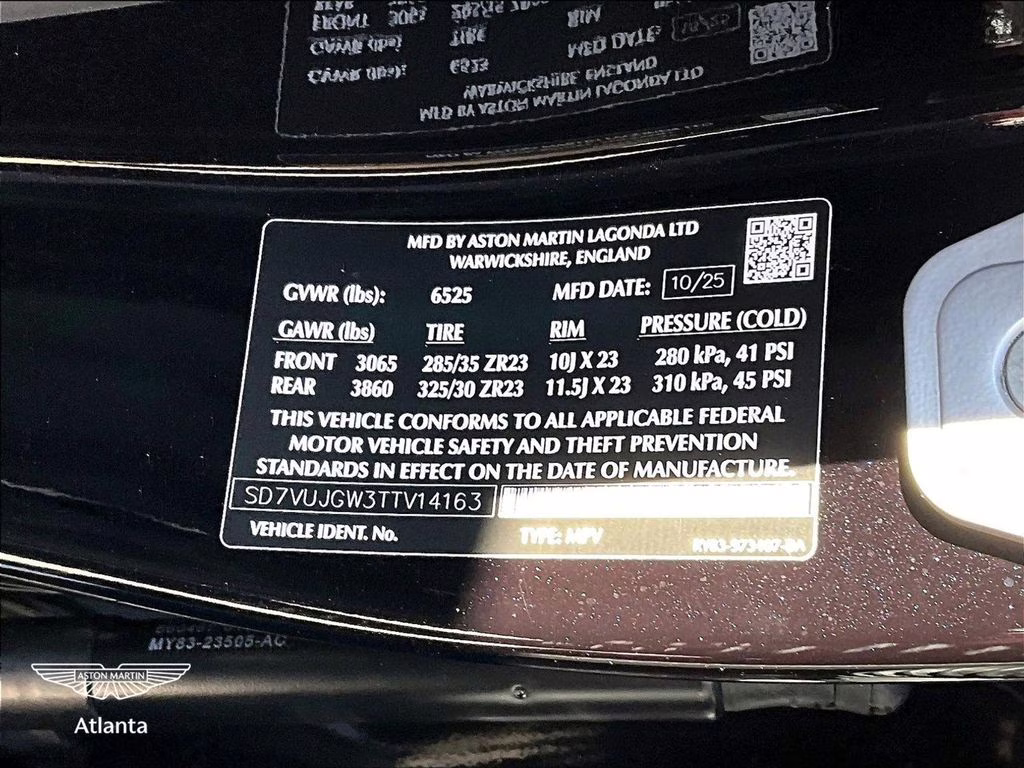 MFD BY ASTON MARTIN LAGONDA LTD
WARWICKSHIRE, ENGLAND
GVWR (lbs): 6525 MFD DATE: 10/25
GAWR (lbs) TIRE RIM PRESSURE (COLD)
FRONT 3065 285/35 ZR23 10J X 23 280 kPa, 41 PSI
REAR 3860 325/30 ZR23 11.5J X 23 310 kPa, 45 PSI
THIS VEHICLE CONFORMS TO ALL APPLICABLE FEDERAL
MOTOR VEHICLE SAFETY AND THEFT PREVENTION
STANDARDS IN EFFECT ON THE DATE OF MANUFACTURE.
SD7VUJGW3TTV14163
VEHICLE IDENT. No. TYPE: MPV
MY83-23505-AC
ASTON MARTIN
Atlanta